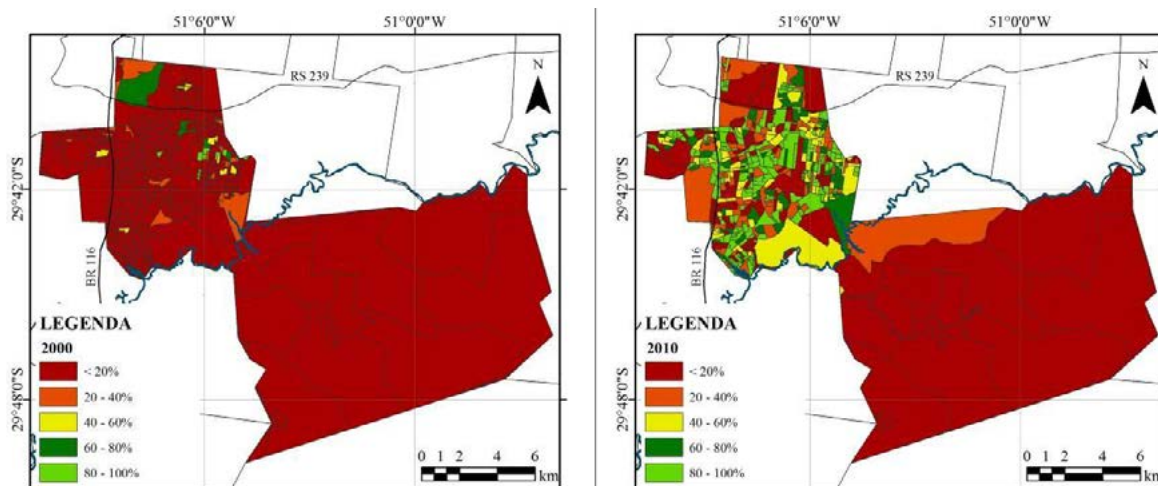 51°6'0"W 51°0'0"W
RS 239
N
29°42'0"S
BR 116
29°48'0"S
LEGENDA
2000
< 20%
20 - 40%
40 - 60%
60 - 80%
80 - 100%
0 1 2 4 6
km
51°6'0"W 51°0'0"W
RS 239
N
29°42'0"S
BR 116
29°48'0"S
LEGENDA
2010
< 20%
20 - 40%
40 - 60%
60 - 80%
80 - 100%
0 1 2 4 6
km